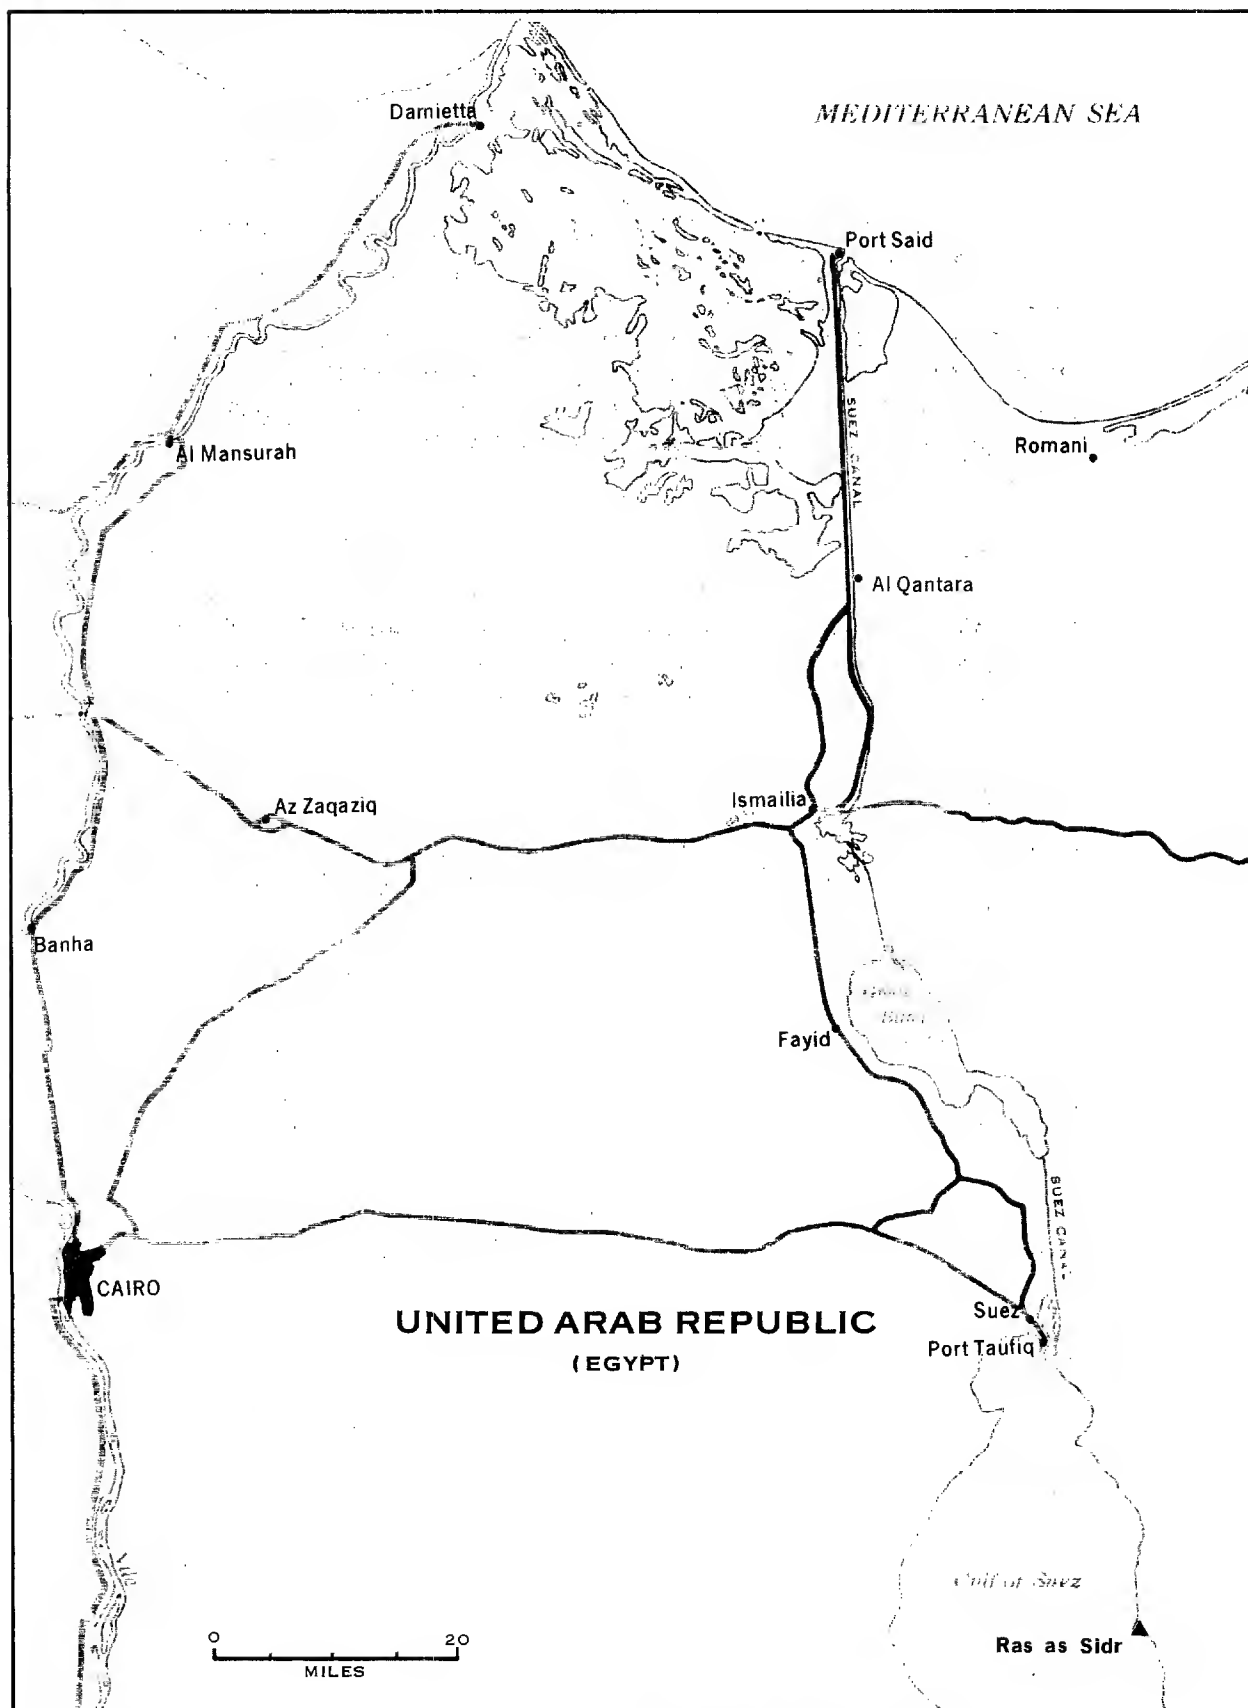 MEDITERRANEAN SEA
Damietta
Port Said
SUEZ CANAL
Al Mansurah
Romani
Al Qantara
Ismailia
Az Zaqaziq
Banha
Fayid
SUEZ CANAL
CAIRO
UNITED ARAB REPUBLIC
(EGYPT)
Suez
Port Taufiq
Nile
Gulf of Suez
Ras as Sidr
0 20
MILES